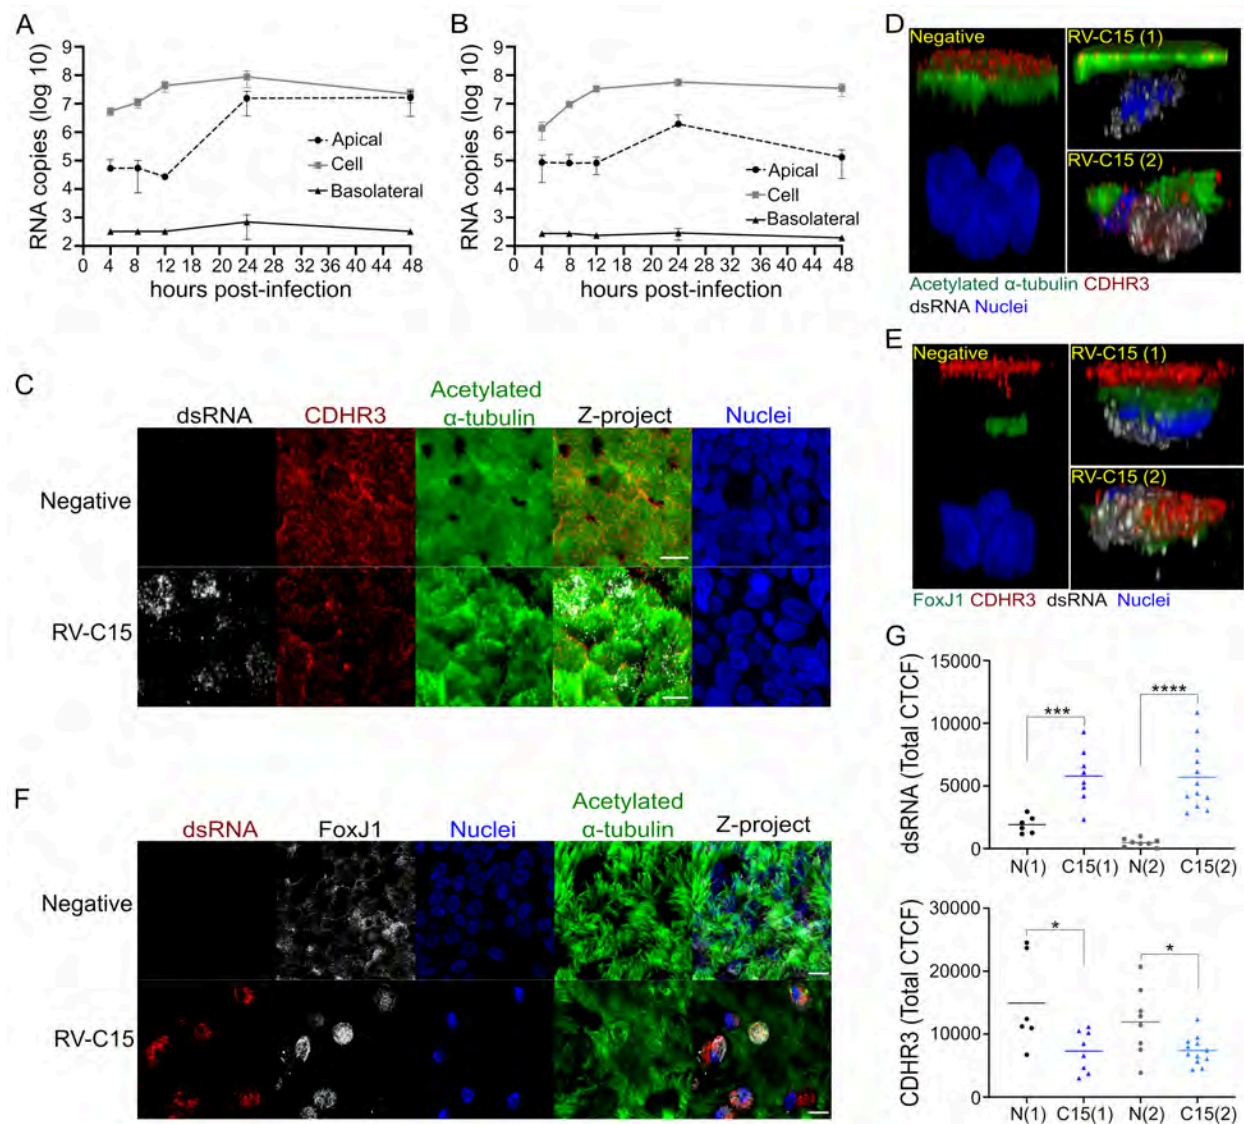 A
RNA copies (log 10)
9
8
7
6
5
4
3
2
Apical
Cell
Basolateral
0 4 8 12 16 20 24 28 32 36 40 44 48
hours post-infection
B
RNA copies (log 10)
9
8
7
6
5
4
3
2
Apical
Cell
Basolateral
0 4 8 12 16 20 24 28 32 36 40 44 48
hours post-infection
C
dsRNA CDHR3 Acetylated α-tubulin Z-project Nuclei
Negative
RV-C15
D
Negative RV-C15 (1)
RV-C15 (2)
Acetylated α-tubulin CDHR3
dsRNA Nuclei
E
Negative RV-C15 (1)
RV-C15 (2)
FoxJ1 CDHR3 dsRNA Nuclei
F
dsRNA FoxJ1 Nuclei Acetylated α-tubulin Z-project
Negative
RV-C15
G
dsRNA (Total CTCF)
15000
10000
5000
0
***
****
N(1) C15(1) N(2) C15(2)
CDHR3 (Total CTCF)
30000
20000
10000
0
*
*
N(1) C15(1) N(2) C15(2)